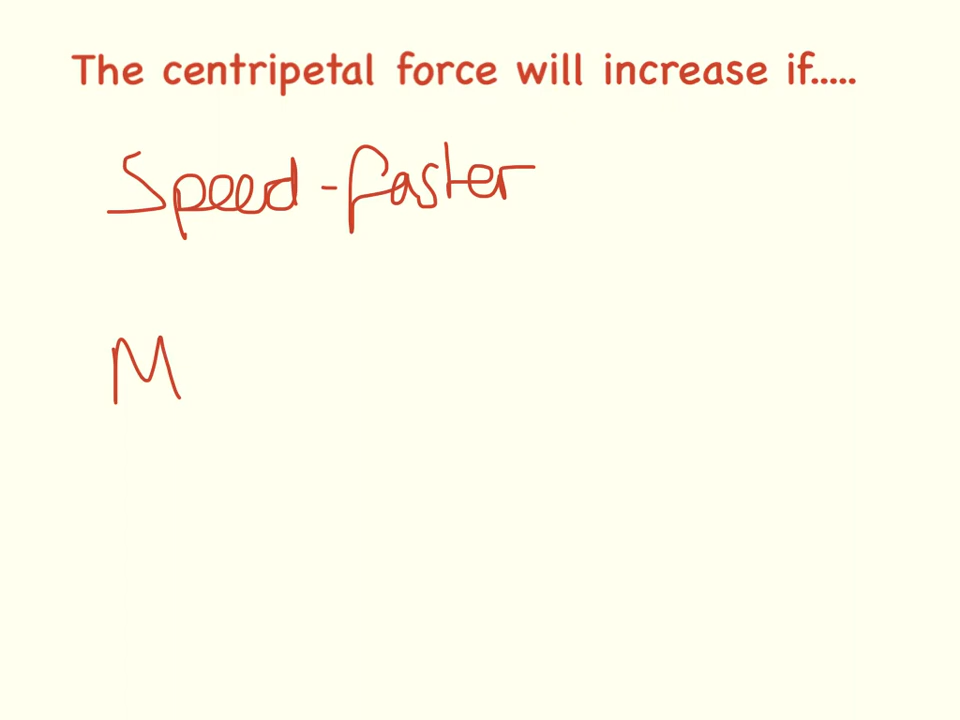 The centripetal force will increase if.....
Speed - faster
M